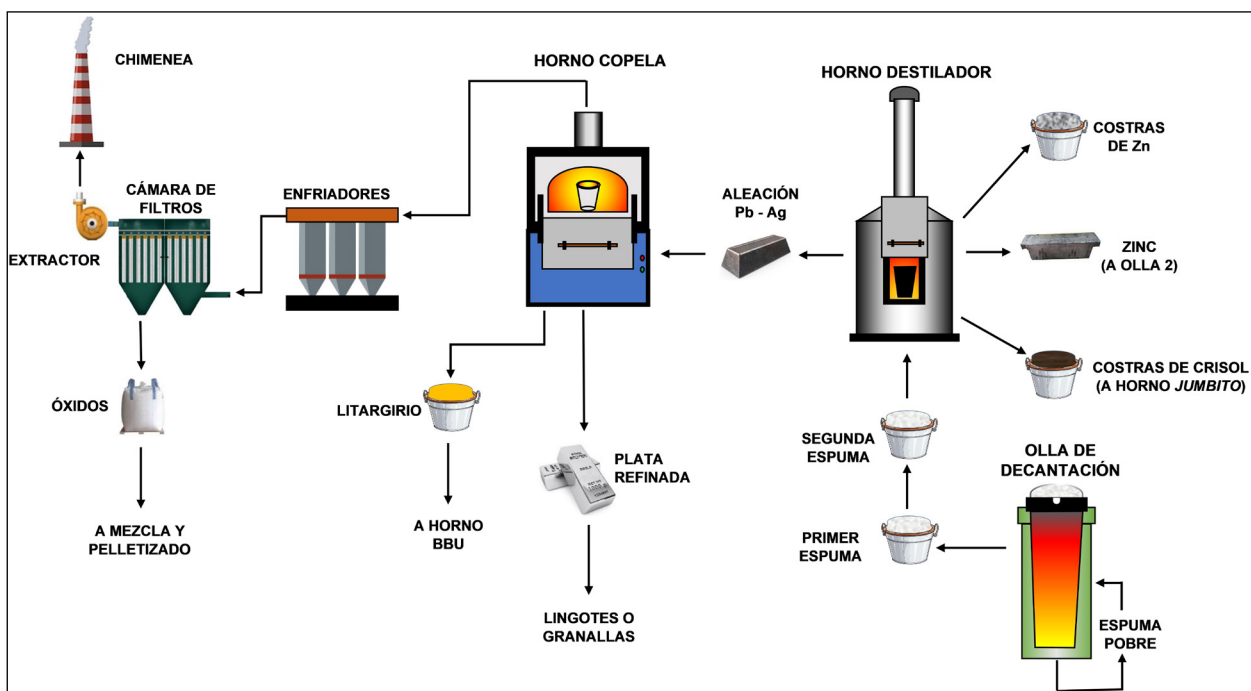 CHIMENEA
HORNO COPELA
HORNO DESTILADOR
COSTRAS
DE Zn
CÁMARA DE
FILTROS
ENFRIADORES
ALEACIÓN
Pb - Ag
EXTRACTOR
ZINC
(A OLLA 2)
COSTRAS DE CRISOL
(A HORNO JUMBITO)
ÓXIDOS
LITARGIRIO
SEGUNDA
ESPUMA
OLLA DE
DECANTACIÓN
PLATA
REFINADA
A MEZCLA Y
PELLETIZADO
A HORNO
BBU
PRIMER
ESPUMA
LINGOTES O
GRANALLAS
ESPUMA
POBRE